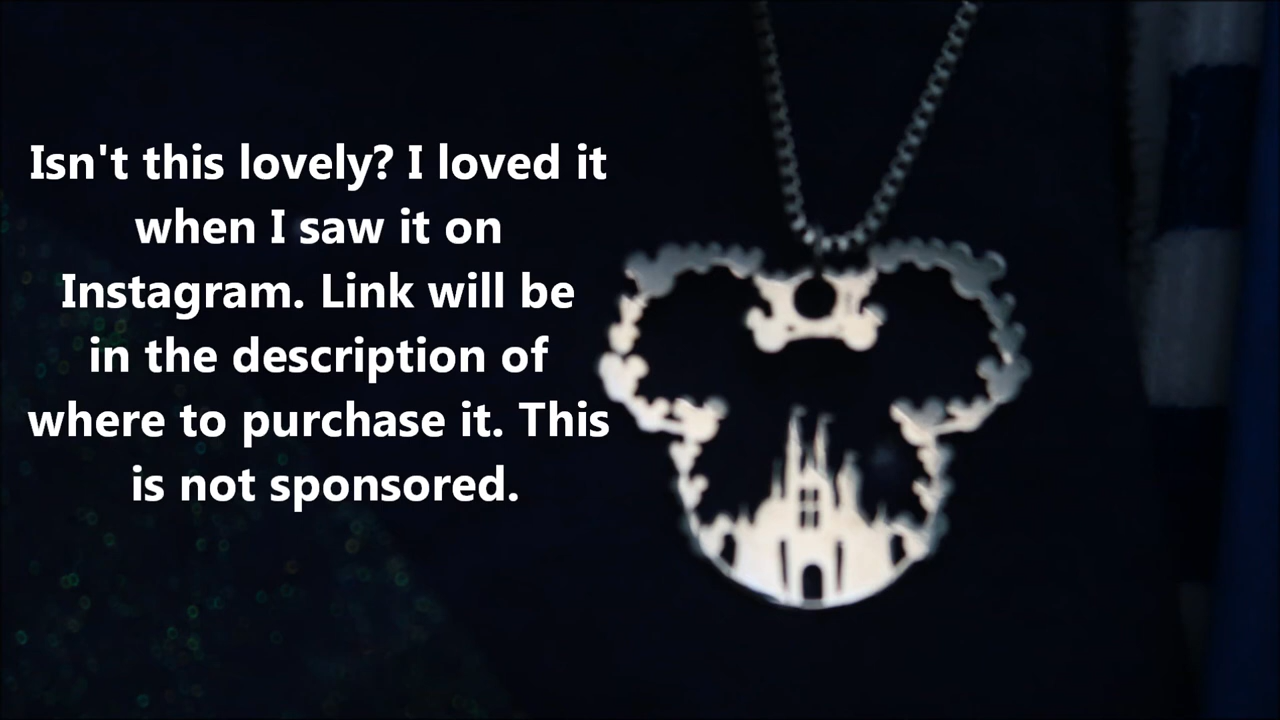 Isn't this lovely? I loved it
when I saw it on
Instagram. Link will be
in the description of
where to purchase it. This
is not sponsored.